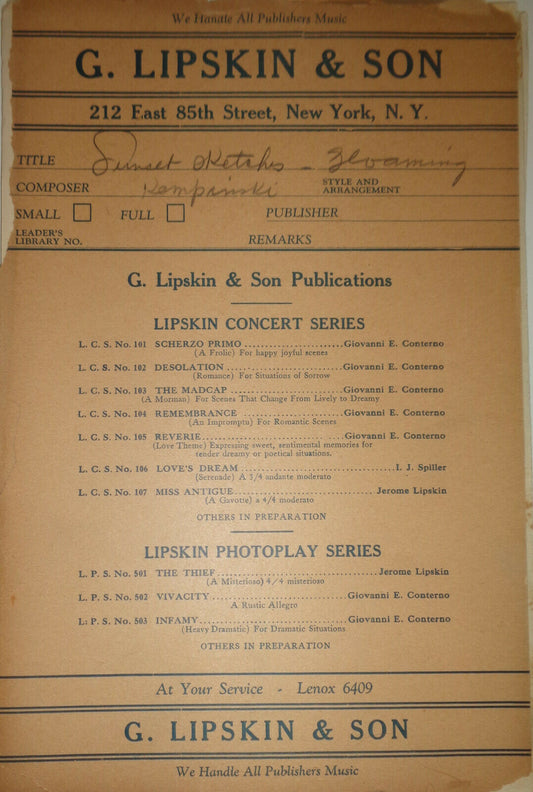 We Handle All Publishers Music
G. LIPSKIN & SON
212 East 85th Street, New York, N. Y.
TITLE Sunset Sketches - Gloaming
COMPOSER Kempinski STYLE AND ARRANGEMENT
SMALL FULL PUBLISHER
LEADER'S LIBRARY NO. REMARKS
G. Lipskin & Son Publications
LIPSKIN CONCERT SERIES
L. C. S. No. 101 SCHERZO PRIMO ........................Giovanni E. Conterno
(A Frolic) For happy joyful scenes
L. C. S. No. 102 DESOLATION ..........................Giovanni E. Conterno
(Romance) For Situations of Sorrow
L. C. S. No. 103 THE MADCAP ..........................Giovanni E. Conterno
(A Morman) For Scenes That Change From Lively to Dreamy
L. C. S. No. 104 REMEMBRANCE ........................Giovanni E. Conterno
(An Impromptu) For Romantic Scenes
L. C. S. No. 105 REVERIE.......................... ....Giovanni E. Conterno
(Love Theme) Expressing sweet, sentimental memories for
tender dreamy or poetical situations.
L. C. S. No. 106 LOVE'S DREAM ..................................I. J. Spiller
(Serenade) A 3/4 andante moderato
L. C. S. No. 107 MISS ANTIGUE..............................Jerome Lipskin
(A Gavotte) a 4/4 moderato
OTHERS IN PREPARATION
LIPSKIN PHOTOPLAY SERIES
L. P. S. No. 501 THE THIEF...................................Jerome Lipskin
(A Misterioso) 4/4 misterioso
L. P. S. No. 502 VIVACITY ............................Giovanni E. Conterno
A Rustic Allegro
L. P. S. No. 503 INFAMY..............................Giovanni E. Conterno
(Heavy Dramatic) For Dramatic Situations
OTHERS IN PREPARATION
At Your Service - Lenox 6409
G. LIPSKIN & SON
We Handle All Publishers Music